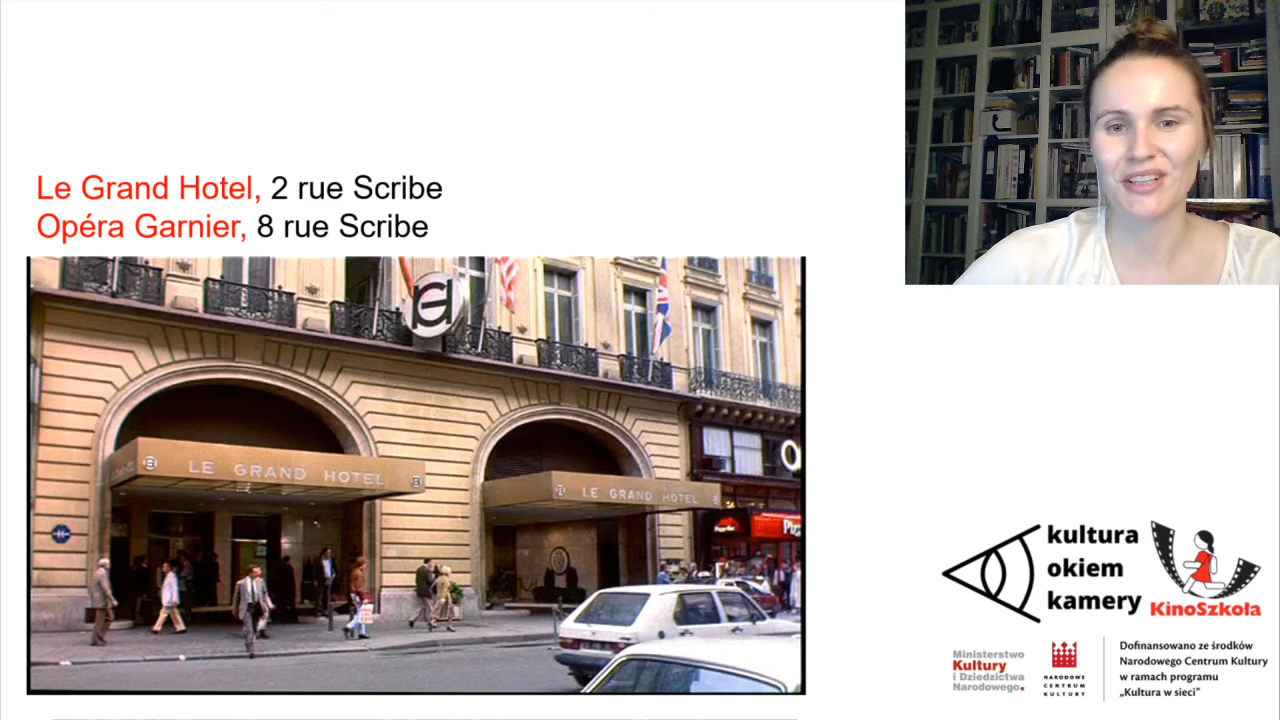 Le Grand Hotel, 2 rue Scribe
Opéra Garnier, 8 rue Scribe
LE GRAND HOTEL
LE GRAND HOTEL
kultura
okiem
kamery
KinoSzkoła
Ministerstwo
Kultury
i Dziedzictwa
Narodowego.
NARODOWE
CENTRUM
KULTURY
Dofinansowano ze środków
Narodowego Centrum Kultury
w ramach programu
„Kultura w sieci”